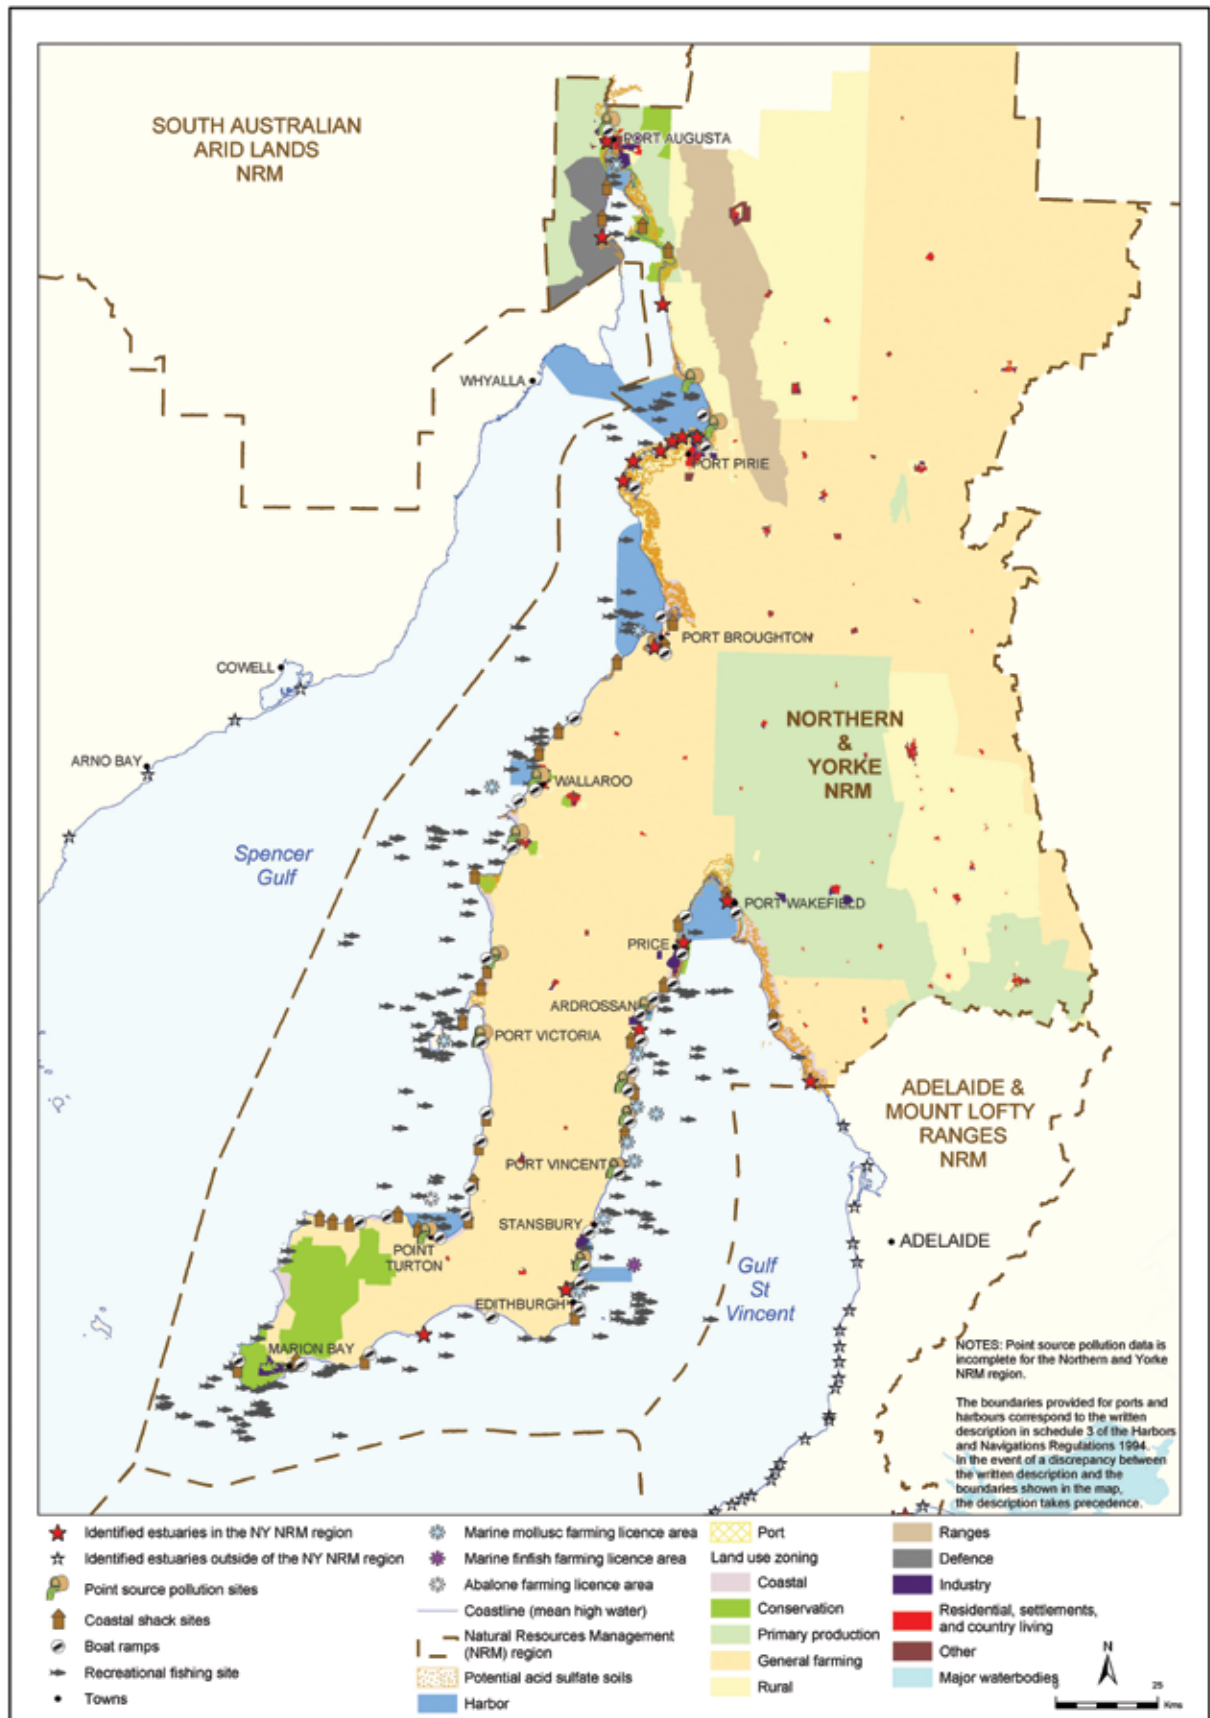 SOUTH AUSTRALIAN
ARID LANDS
NRM
PORT AUGUSTA
WHYALLA
PORT PIRIE
PORT BROUGHTON
COWELL
NORTHERN
&
YORKE
NRM
ARNO BAY
WALLAROO
Spencer
Gulf
PORT WAKEFIELD
PRICE
ARDROSSAN
PORT VICTORIA
ADELAIDE &
MOUNT LOFTY
RANGES
NRM
PORT VINCENT
STANSBURY
ADELAIDE
POINT
TURTON
Gulf
St
Vincent
EDITHBURGH
MARION BAY
NOTES: Point source pollution data is
incomplete for the Northern and Yorke
NRM region.
The boundaries provided for ports and
harbours correspond to the written
description in schedule 3 of the Harbors
and Navigations Regulations 1994.
In the event of a discrepancy between
the written description and the
boundaries shown in the map,
the description takes precedence.
Identified estuaries in the NY NRM region
Identified estuaries outside of the NY NRM region
Point source pollution sites
Coastal shack sites
Boat ramps
Recreational fishing site
Towns
Marine mollusc farming licence area
Marine finfish farming licence area
Abalone farming licence area
Coastline (mean high water)
Natural Resources Management
(NRM) region
Potential acid sulfate soils
Harbor
Port
Land use zoning
Coastal
Conservation
Primary production
General farming
Rural
Ranges
Defence
Industry
Residential, settlements,
and country living
Other
Major waterbodies
N
0 25
Kms